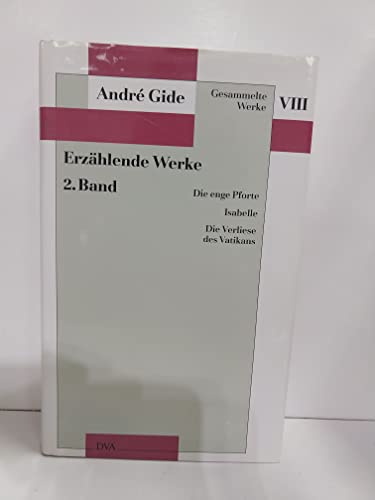 André Gide
Gesammelte
Werke
VIII
Erzählende Werke
2. Band
Die enge Pforte
Isabelle
Die Verliese
des Vatikans
DVA